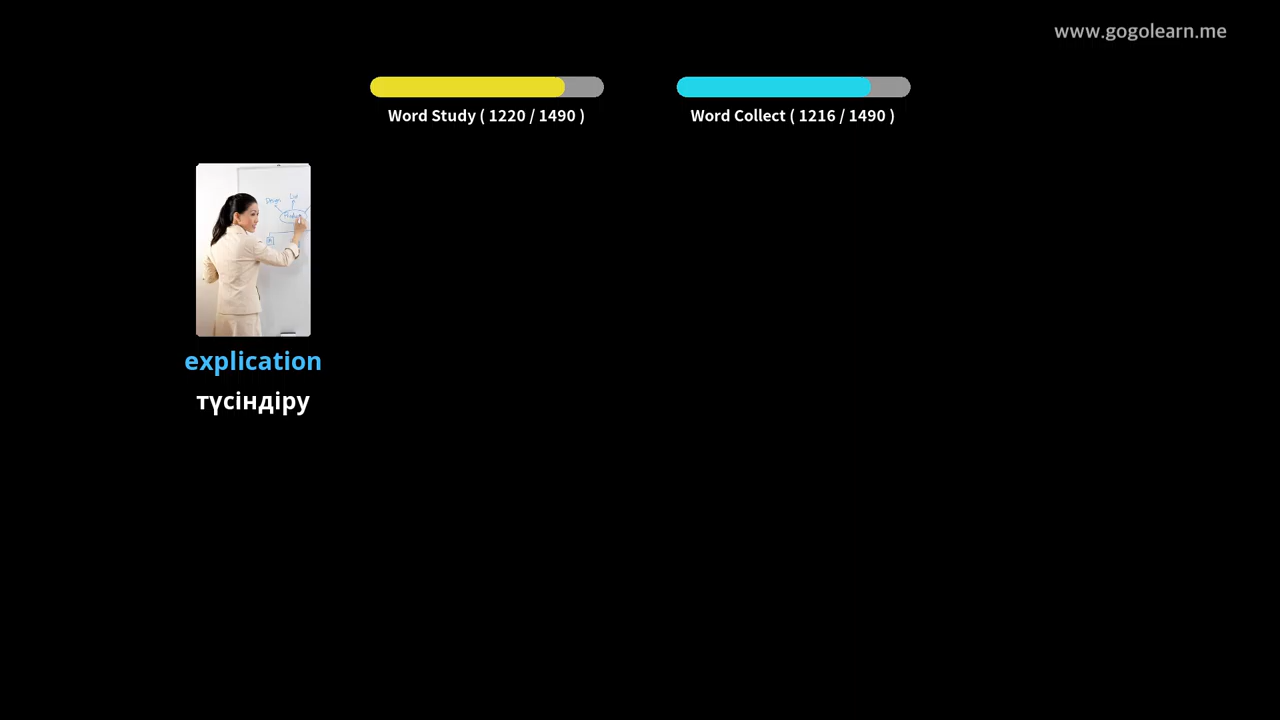 www.gogolearn.me
Word Study ( 1220 / 1490 )
Word Collect ( 1216 / 1490 )
explication
түсіндіру